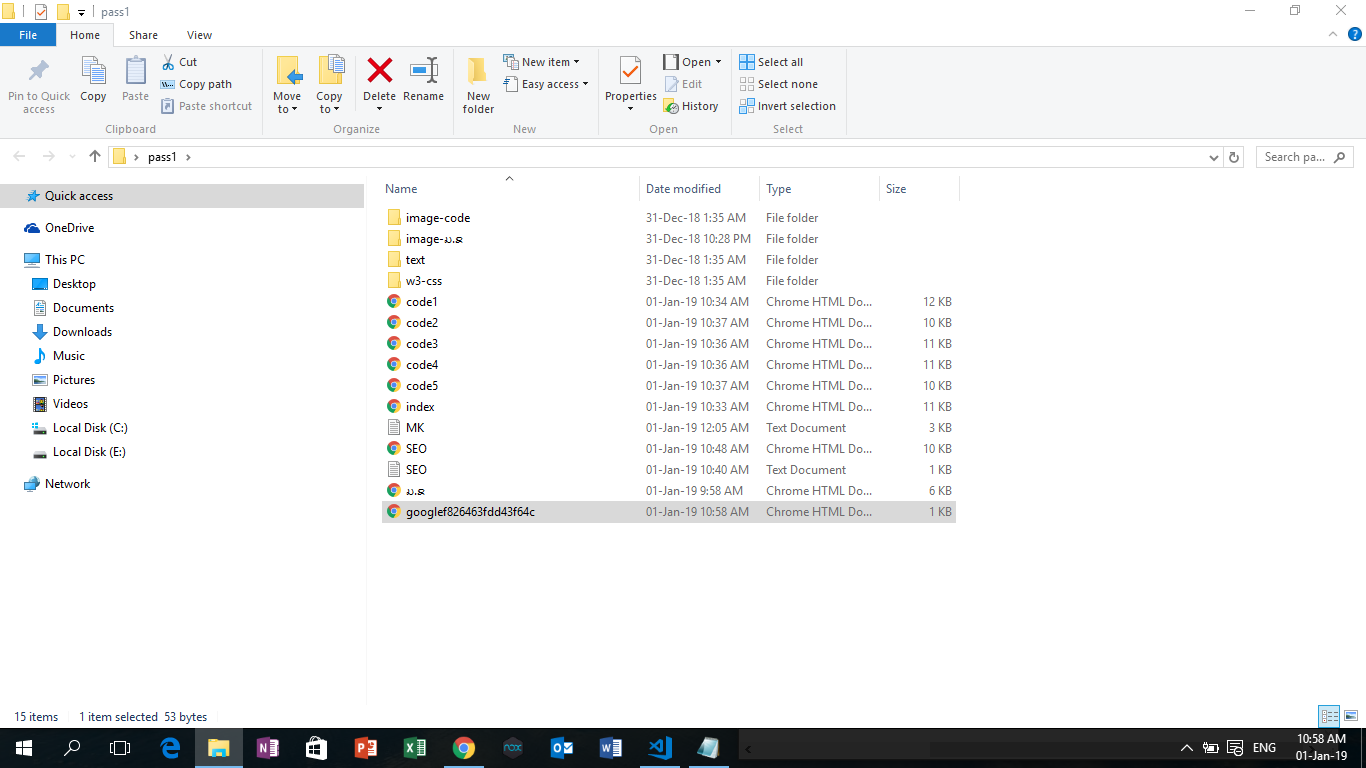 pass1
File Home Share View
Pin to Quick access
Copy
Paste
Cut
Copy path
Paste shortcut
Clipboard
Move to
Copy to
Delete
Rename
Organize
New folder
New item
Easy access
New
Properties
Open
Edit
History
Open
Select all
Select none
Invert selection
Select
pass1
Search pa...
Quick access
OneDrive
This PC
Desktop
Documents
Downloads
Music
Pictures
Videos
Local Disk (C:)
Local Disk (E:)
Network
Name Date modified Type Size
image-code 31-Dec-18 1:35 AM File folder
image-ມ.ຊ 31-Dec-18 10:28 PM File folder
text 31-Dec-18 1:35 AM File folder
w3-css 31-Dec-18 1:35 AM File folder
code1 01-Jan-19 10:34 AM Chrome HTML Do... 12 KB
code2 01-Jan-19 10:37 AM Chrome HTML Do... 10 KB
code3 01-Jan-19 10:36 AM Chrome HTML Do... 11 KB
code4 01-Jan-19 10:36 AM Chrome HTML Do... 11 KB
code5 01-Jan-19 10:37 AM Chrome HTML Do... 10 KB
index 01-Jan-19 10:33 AM Chrome HTML Do... 11 KB
MK 01-Jan-19 12:05 AM Text Document 3 KB
SEO 01-Jan-19 10:48 AM Chrome HTML Do... 10 KB
SEO 01-Jan-19 10:40 AM Text Document 1 KB
ມ.ຊ 01-Jan-19 9:58 AM Chrome HTML Do... 6 KB
googlef826463fdd43f64c 01-Jan-19 10:58 AM Chrome HTML Do... 1 KB
15 items 1 item selected 53 bytes
ENG
10:58 AM
01-Jan-19